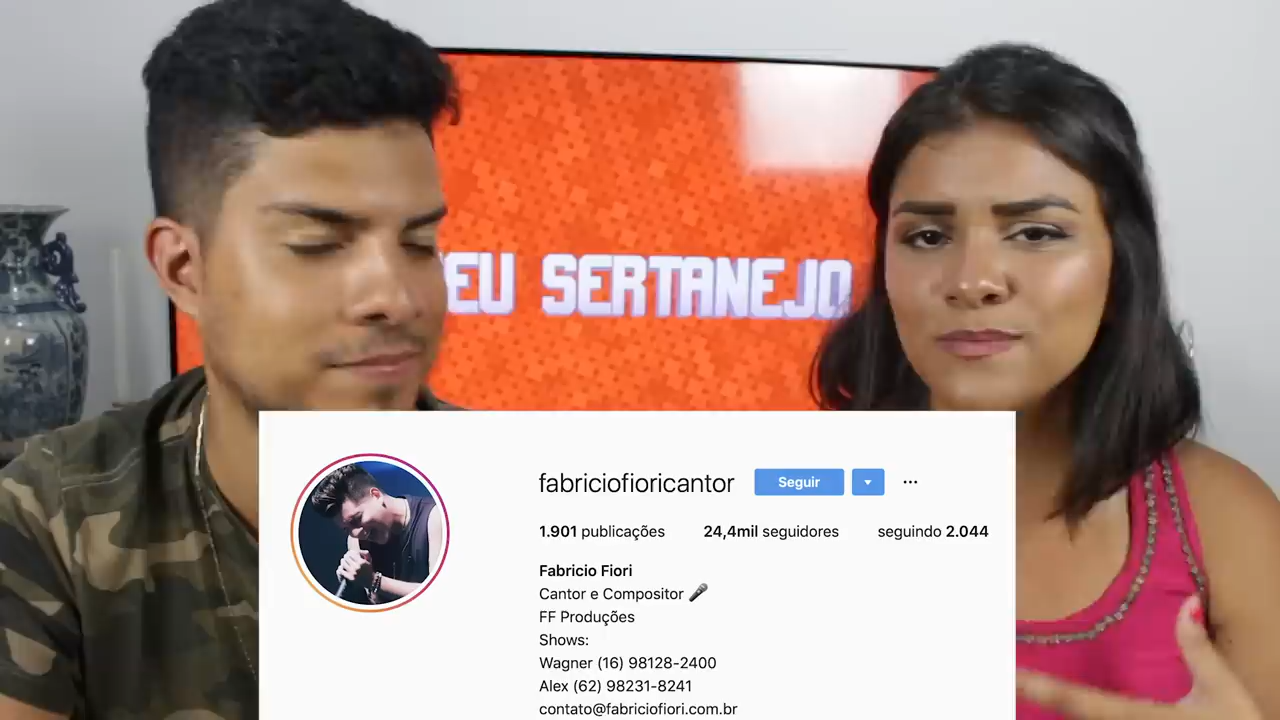 EU SERTANEJO
fabriciofioricantor Seguir ...
1.901 publicações 24,4mil seguidores seguindo 2.044
Fabricio Fiori
Cantor e Compositor 🎤
FF Produções
Shows:
Wagner (16) 98128-2400
Alex (62) 98231-8241
contato@fabriciofiori.com.br